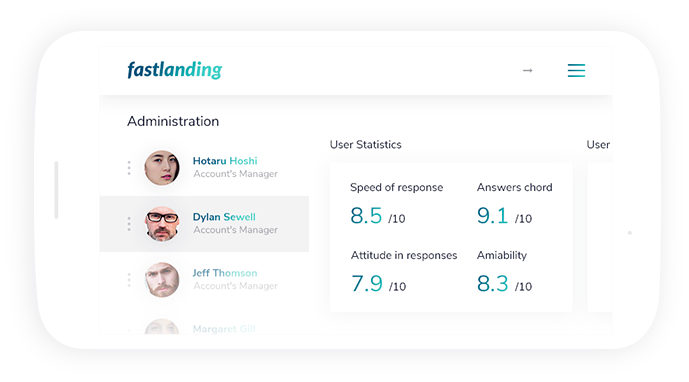 fastlanding
→
Administration
Hotaru Hoshi
Account's Manager
Dylan Sewell
Account's Manager
Jeff Thomson
Account's Manager
Margaret Gill
User Statistics
User
Speed of response
Answers chord
8.5 /10
9.1 /10
Attitude in responses
Amiability
7.9 /10
8.3 /10